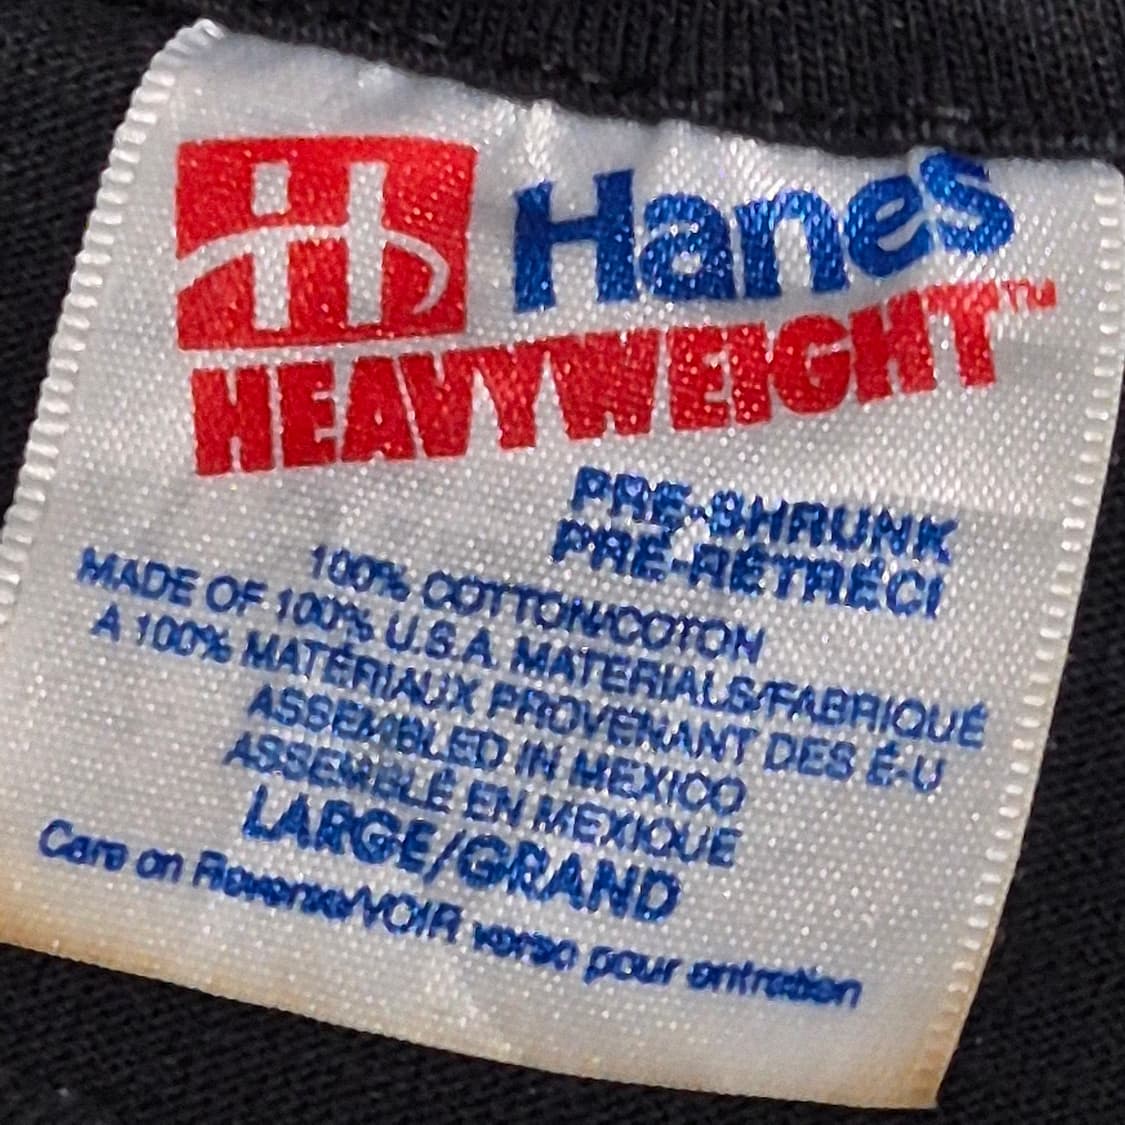 H Hanes
HEAVYWEIGHT™
PRE-SHRUNK
PRÉ-RÉTRÉCI
100% COTTON/COTON
MADE OF 100% U.S.A. MATERIALS/FABRIQUÉ
À 100% MATÉRIAUX PROVENANT DES É-U
ASSEMBLED IN MEXICO
ASSEMBLÉ EN MEXIQUE
LARGE/GRAND
Care on Reverse/VOIR verso pour entretien